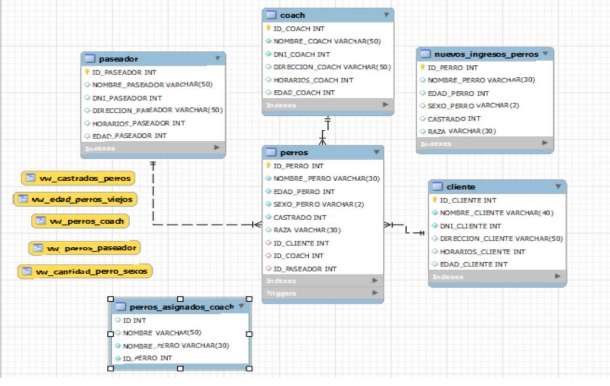 coach
ID_COACH INT
NOMBRE_COACH VARCHAR(50)
DNI_COACH INT
DIRECCION_COACH VARCHAR(50)
HORARIOS_COACH INT
EDAD_COACH INT
Indexes
paseador
ID_PASEADOR INT
NOMBRE_PASEADOR VARCHAR(50)
DNI_PASEADOR INT
DIRECCION_PASEADOR VARCHAR(50)
HORARIOS_PASEADOR INT
EDAD_PASEADOR INT
Indexes
nuevos_ingresos_perros
ID_PERRO INT
NOMBRE_PERRO VARCHAR(30)
EDAD_PERRO INT
SEXO_PERRO VARCHAR(2)
CASTRADO INT
RAZA VARCHAR(30)
Indexes
perros
ID_PERRO INT
NOMBRE_PERRO VARCHAR(30)
EDAD_PERRO INT
SEXO_PERRO VARCHAR(2)
CASTRADO INT
RAZA VARCHAR(30)
ID_CLIENTE INT
ID_COACH INT
ID_PASEADOR INT
Indexes
Triggers
cliente
ID_CLIENTE INT
NOMBRE_CLIENTE VARCHAR(40)
DNI_CLIENTE INT
DIRECCION_CLIENTE VARCHAR(50)
HORARIOS_CLIENTE INT
EDAD_CLIENTE INT
Indexes
vw_castrados_perros
vw_edad_perros_viejos
vw_perros_coach
vw_perros_paseador
vw_cantidad_perro_sexos
perros_asignados_coach
ID INT
NOMBRE VARCHAR(50)
NOMBRE_PERRO VARCHAR(30)
ID_PERRO INT